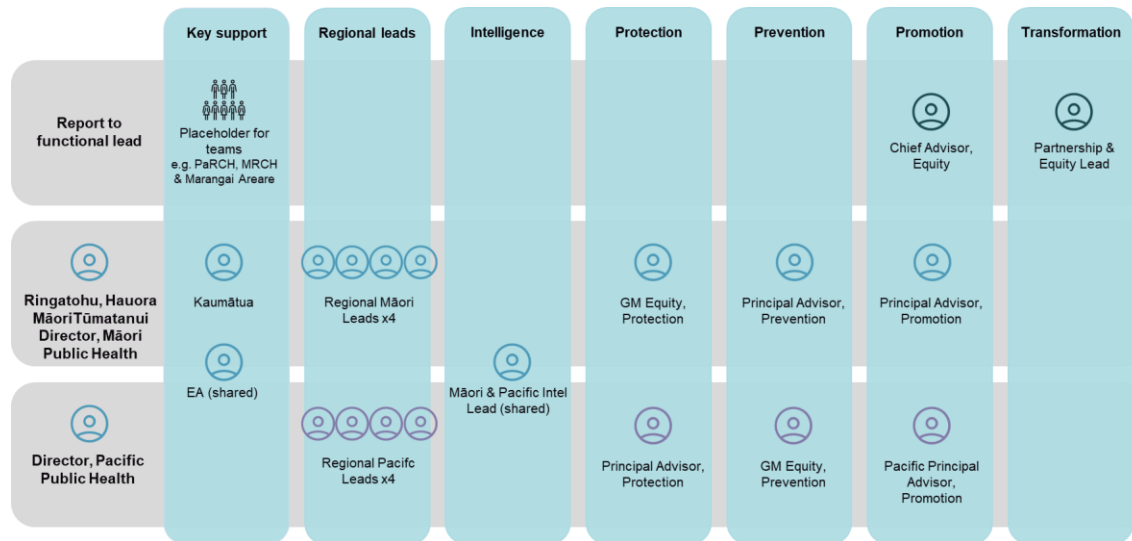 Key support
Regional leads
Intelligence
Protection
Prevention
Promotion
Transformation
Report to
functional lead
Placeholder for
teams
e.g. PaRCH, MRCH
& Marangai Areare
Chief Advisor,
Equity
Partnership &
Equity Lead
Ringatohu, Hauora
MāoriTūmatanui
Director, Māori
Public Health
Kaumātua
Regional Māori
Leads x4
GM Equity,
Protection
Principal Advisor,
Prevention
Principal Advisor,
Promotion
EA (shared)
Māori & Pacific Intel
Lead (shared)
Director, Pacific
Public Health
Regional Pacifc
Leads x4
Principal Advisor,
Protection
GM Equity,
Prevention
Pacific Principal
Advisor,
Promotion